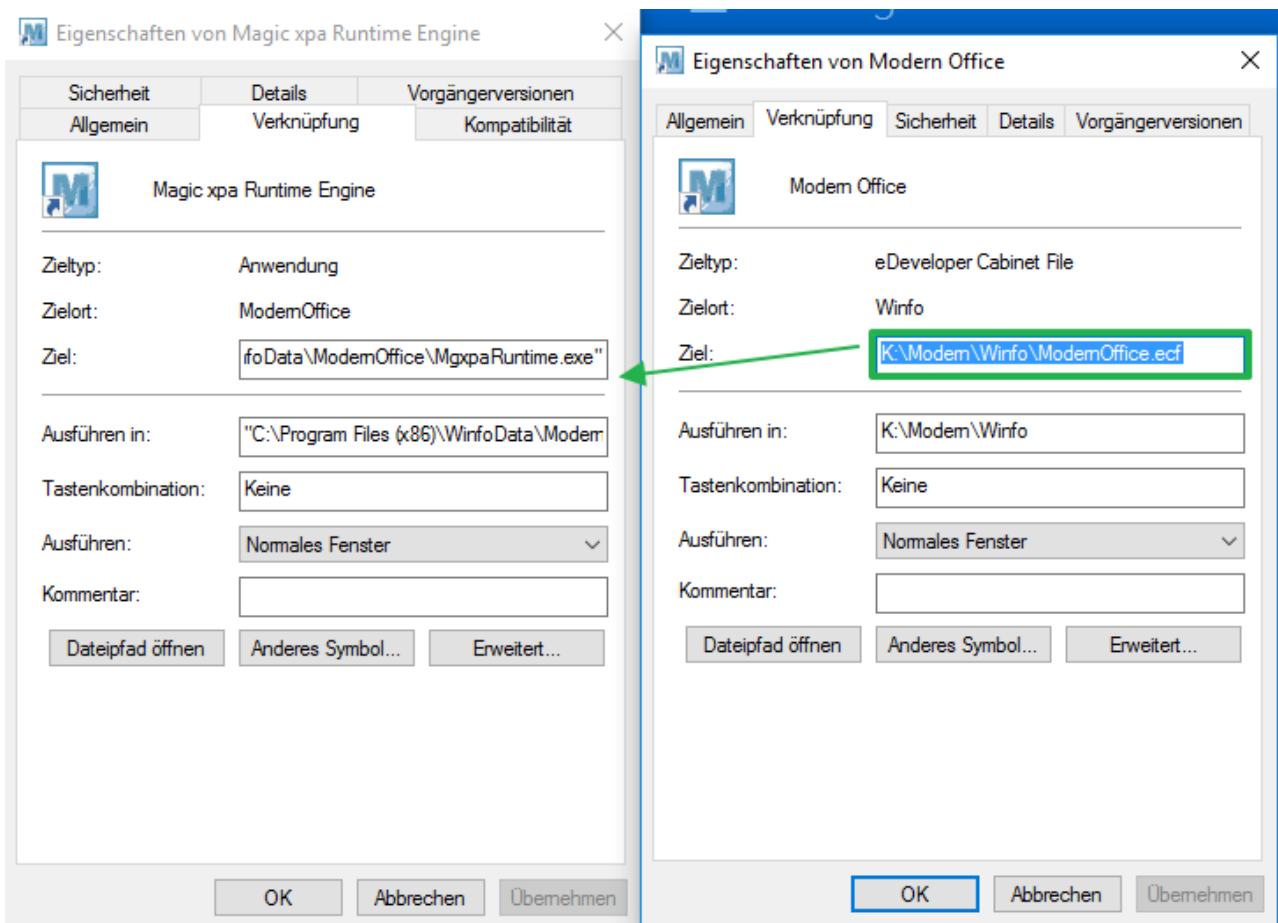 Eigenschaften von Magic xpa Runtime Engine
Sicherheit Details Vorgängerversionen
Allgemein Verknüpfung Kompatibilität
Magic xpa Runtime Engine
Zieltyp: Anwendung
Zielort: ModernOffice
Ziel: foData\ModernOffice\MgxpaRuntime.exe"
Ausführen in: "C:\Program Files (x86)\WinfoData\Modern
Tastenkombination: Keine
Ausführen: Normales Fenster
Kommentar:
Dateipfad öffnen Anderes Symbol... Erweitert...
OK Abbrechen Übernehmen
Eigenschaften von Modern Office
Allgemein Verknüpfung Sicherheit Details Vorgängerversionen
Modern Office
Zieltyp: eDeveloper Cabinet File
Zielort: Winfo
Ziel: K:\Modern\Winfo\ModernOffice.ecf
Ausführen in: K:\Modern\Winfo
Tastenkombination: Keine
Ausführen: Normales Fenster
Kommentar:
Dateipfad öffnen Anderes Symbol... Erweitert...
OK Abbrechen Übernehmen